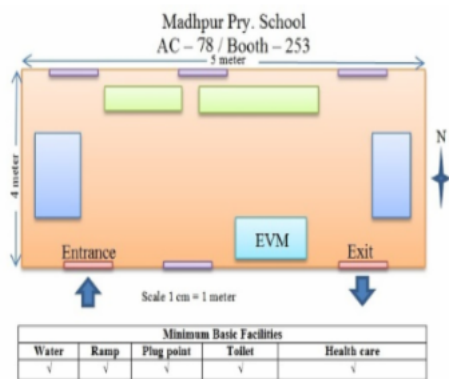 Madhpur Pry. School
AC – 78 / Booth – 253
5 meter
4 meter
N
EVM
Entrance
Exit
Scale 1 cm = 1 meter
Minimum Basic Facilities
Water Ramp Plug point Toilet Health care
√ √ √ √ √